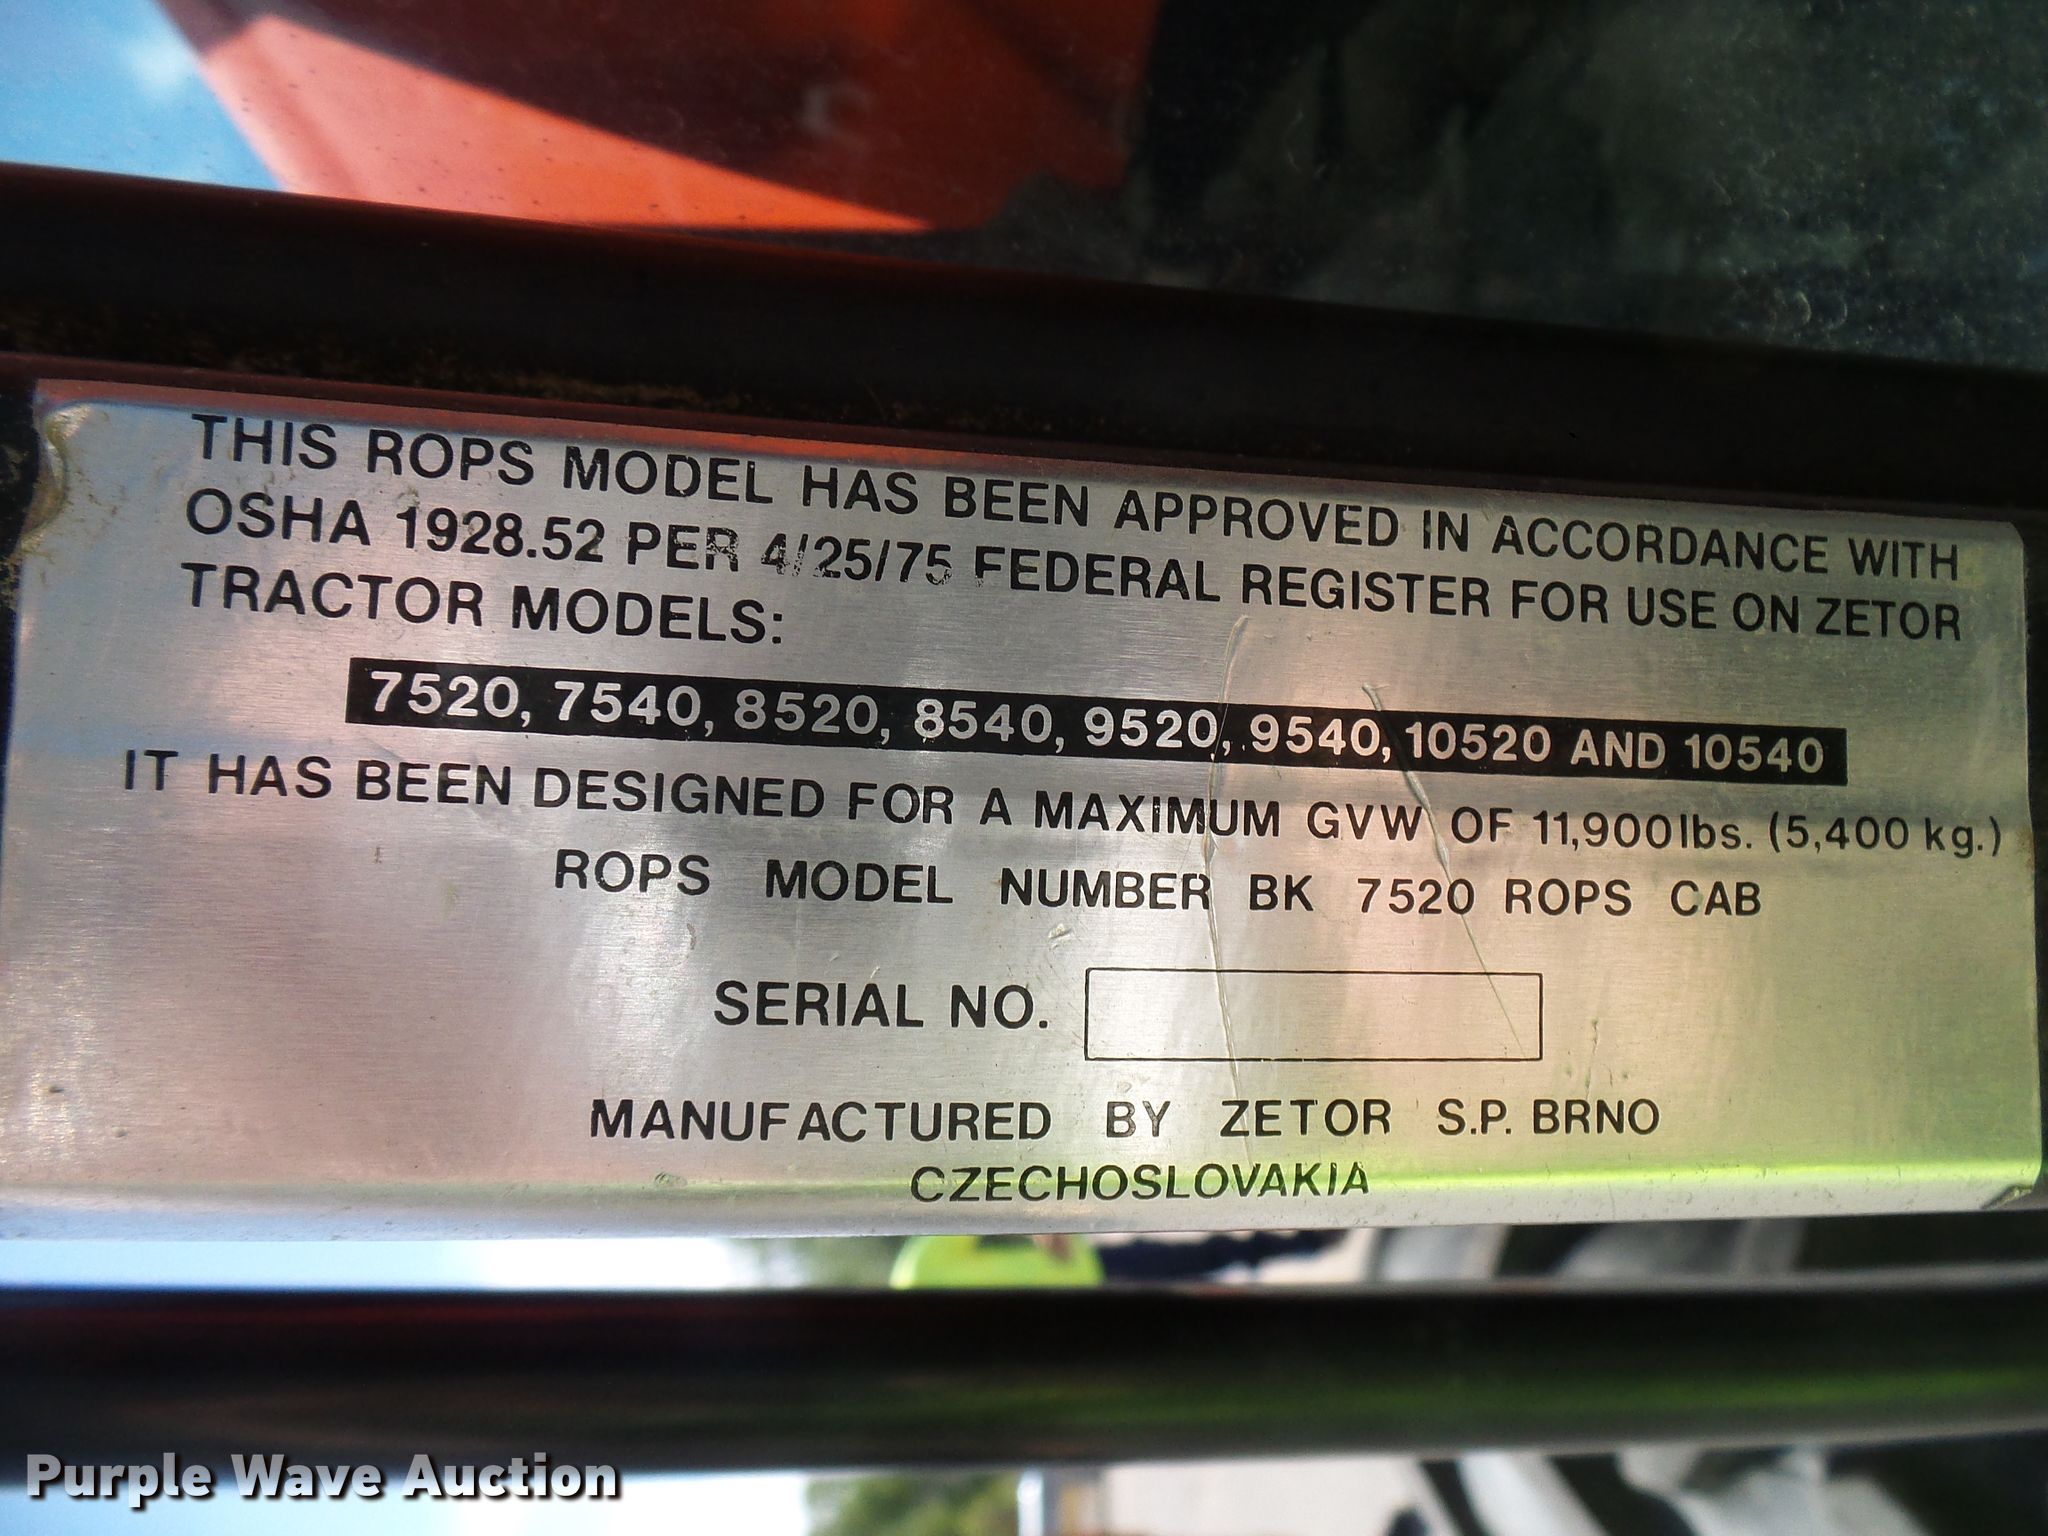 THIS ROPS MODEL HAS BEEN APPROVED IN ACCORDANCE WITH
OSHA 1928.52 PER 4/25/75 FEDERAL REGISTER FOR USE ON ZETOR
TRACTOR MODELS:
7520, 7540, 8520, 8540, 9520, 9540, 10520 AND 10540
IT HAS BEEN DESIGNED FOR A MAXIMUM GVW OF 11,900lbs. (5,400 kg.)
ROPS MODEL NUMBER BK 7520 ROPS CAB
SERIAL NO.
MANUFACTURED BY ZETOR S.P. BRNO
CZECHOSLOVAKIA
Purple Wave Auction